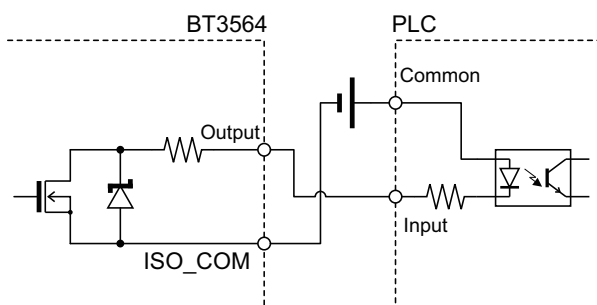 BT3564
PLC
Common
Output
Input
ISO_COM